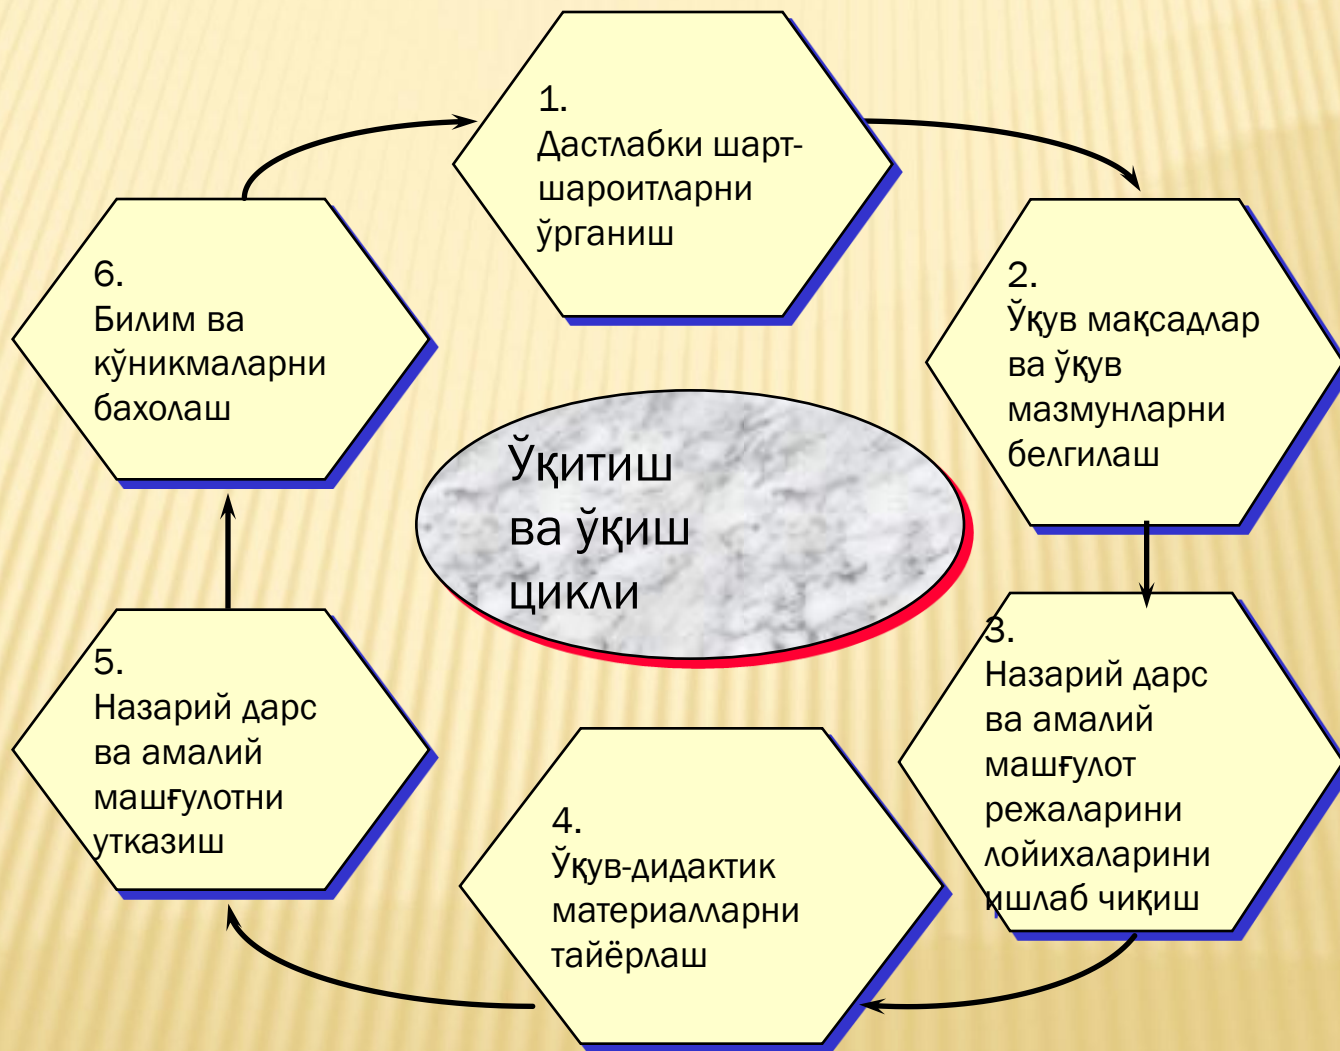 1.
Дастлабки шарт-
шароитларни
ўрганиш
2.
Ўқув мақсадлар
ва ўқув
мазмунларни
белгилаш
3.
Назарий дарс
ва амалий
машғулот
режаларини
лойихаларини
ишлаб чиқиш
4.
Ўқув-дидактик
материалларни
тайёрлаш
5.
Назарий дарс
ва амалий
машғулотни
утказиш
6.
Билим ва
кўникмаларни
бахолаш
Ўқитиш
ва ўқиш
цикли